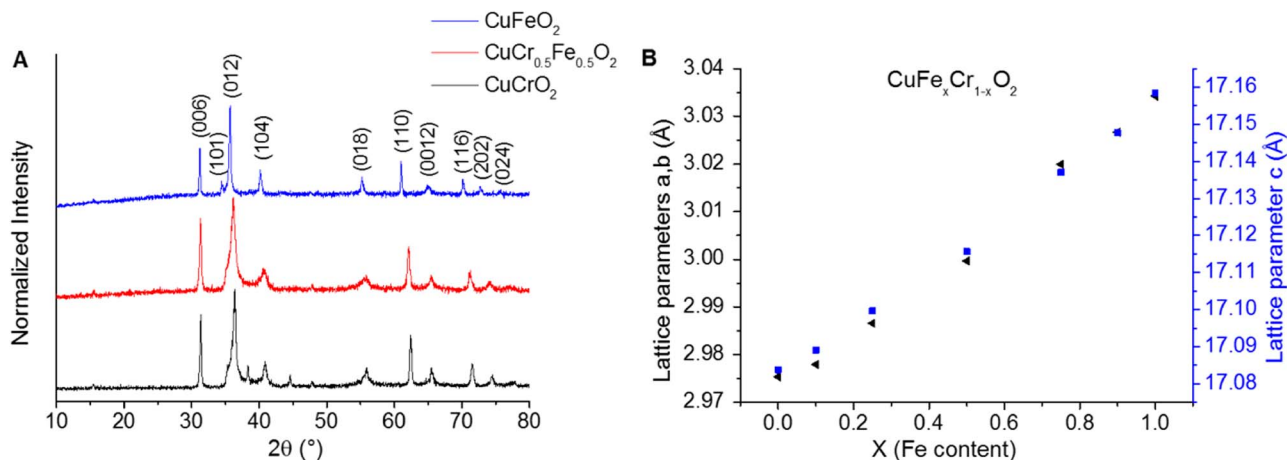 A
CuFeO₂
CuCr₀.₅Fe₀.₅O₂
CuCrO₂
(006)
(101)
(012)
(104)
(018)
(110)
(0012)
(116)
(202)
(024)
Normalized Intensity
10 20 30 40 50 60 70 80
2θ (°)
B
CuFeₓCr₁₋ₓO₂
Lattice parameters a,b (Å)
3.04
3.03
3.02
3.01
3.00
2.99
2.98
2.97
0.0 0.2 0.4 0.6 0.8 1.0
X (Fe content)
17.16
17.15
17.14
17.13
17.12
17.11
17.10
17.09
17.08
Lattice parameter c (Å)